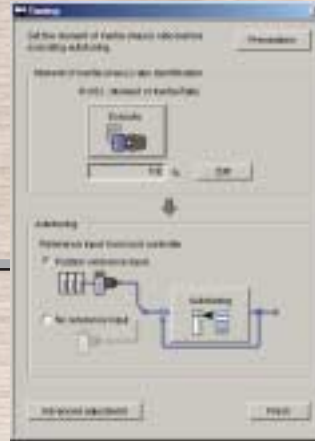 Tuning
Set the moment of inertia (mass) ratio before
executing autotuning.
Precautions
Moment of inertia (mass) ratio identification
Moment of Inertia Ratio
Execute
%
Edit
Autotuning
Reference input from host controller
Position reference input
Autotuning
No reference input
Advanced adjustment
Finish